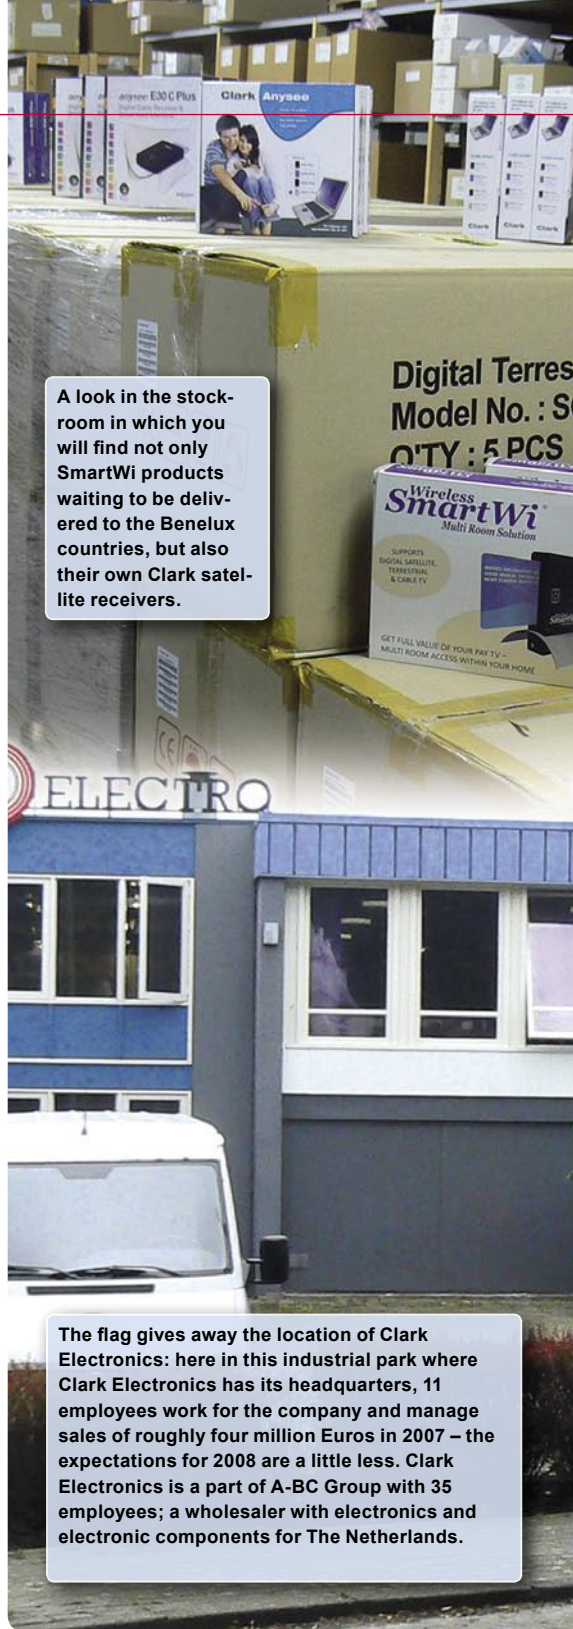 anysee E30 C Plus
Clark Anysee
Clark
Clark
Clark
Digital Terres
Model No. : S
Q'TY : 5 PCS
A look in the stock-
room in which you
will find not only
SmartWi products
waiting to be deliv-
ered to the Benelux
countries, but also
their own Clark satel-
lite receivers.
Wireless
SmartWi
Multi Room Solution
SUPPORTS
DIGITAL SATELLITE,
TERRESTRIAL
& CABLE TV
GET FULL VALUE OF YOUR PAY TV –
MULTI ROOM ACCESS WITHIN YOUR HOME
ELECTRO
The flag gives away the location of Clark
Electronics: here in this industrial park where
Clark Electronics has its headquarters, 11
employees work for the company and manage
sales of roughly four million Euros in 2007 – the
expectations for 2008 are a little less. Clark
Electronics is a part of A-BC Group with 35
employees; a wholesaler with electronics and
electronic components for The Netherlands.